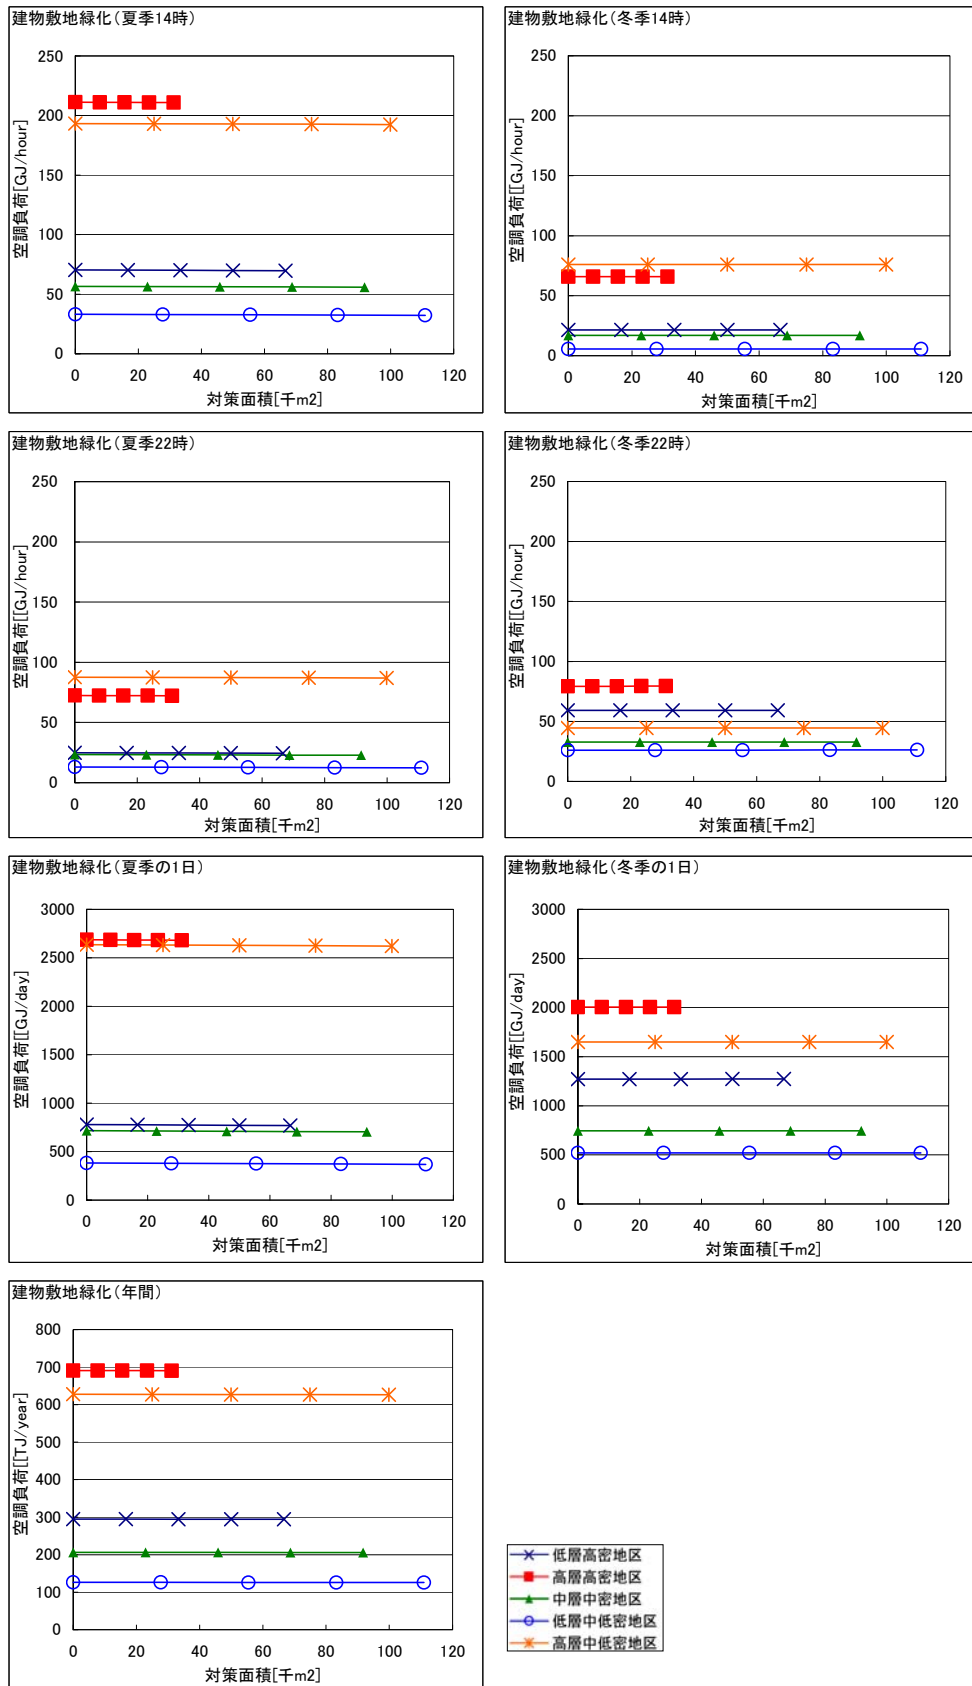 建物敷地緑化(夏季14時)
250
200
150
100
50
0
0 20 40 60 80 100 120
空調負荷[GJ/hour]
対策面積[千m2]
建物敷地緑化(冬季14時)
250
200
150
100
50
0
0 20 40 60 80 100 120
空調負荷[[GJ/hour]
対策面積[千m2]
建物敷地緑化(夏季22時)
250
200
150
100
50
0
0 20 40 60 80 100 120
空調負荷[[GJ/hour]
対策面積[千m2]
建物敷地緑化(冬季22時)
250
200
150
100
50
0
0 20 40 60 80 100 120
空調負荷[[GJ/hour]
対策面積[千m2]
建物敷地緑化(夏季の1日)
3000
2500
2000
1500
1000
500
0
0 20 40 60 80 100 120
空調負荷[[GJ/day]
対策面積[千m2]
建物敷地緑化(冬季の1日)
3000
2500
2000
1500
1000
500
0
0 20 40 60 80 100 120
空調負荷[[GJ/day]
対策面積[千m2]
建物敷地緑化(年間)
800
700
600
500
400
300
200
100
0
0 20 40 60 80 100 120
空調負荷[[TJ/year]
対策面積[千m2]
低層高密地区
高層高密地区
中層中密地区
低層中低密地区
高層中低密地区